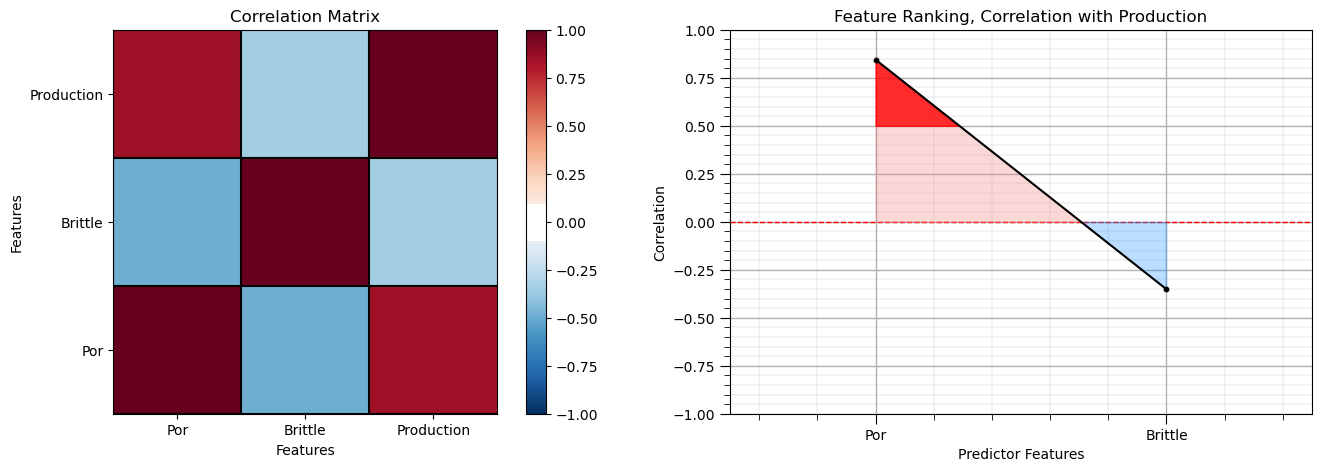 Correlation Matrix
Features
Production
Brittle
Por
Por Brittle Production
Features
1.00
0.75
0.50
0.25
0.00
−0.25
−0.50
−0.75
−1.00
Feature Ranking, Correlation with Production
Correlation
1.00
0.75
0.50
0.25
0.00
−0.25
−0.50
−0.75
−1.00
Por Brittle
Predictor Features